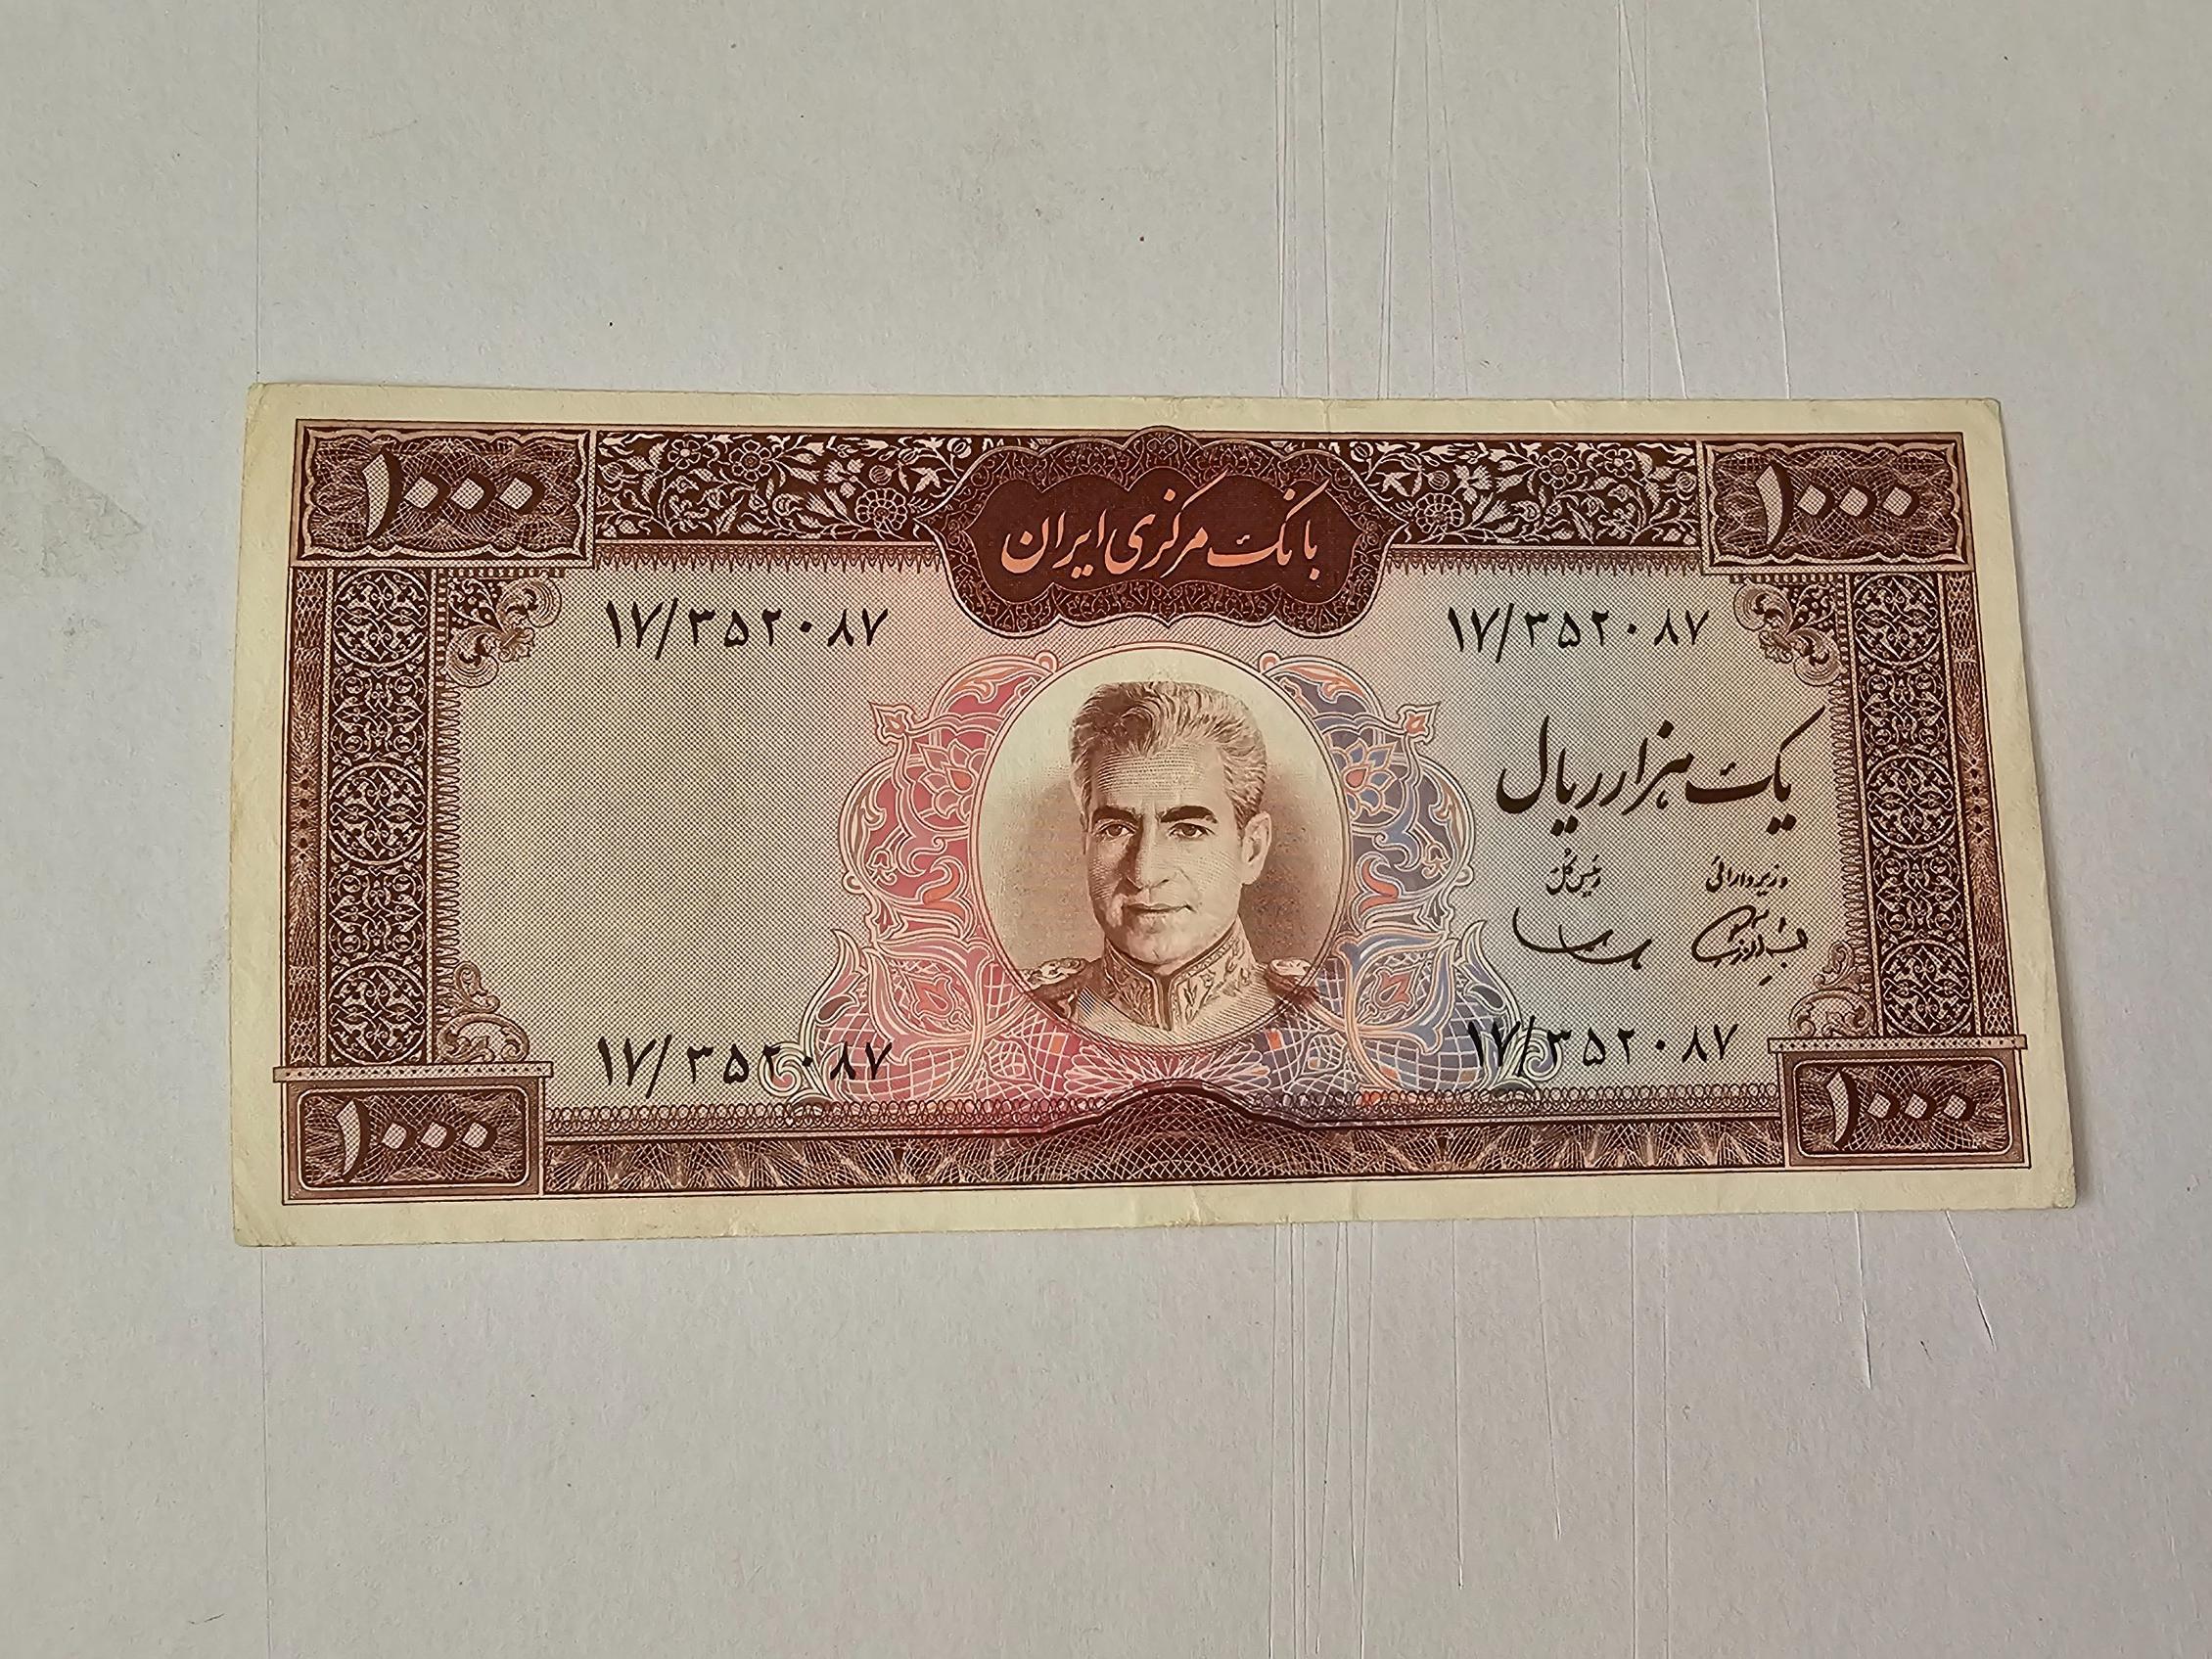 ۱۰۰۰ بانک مرکزی ایران ۱۰۰۰
۱۷/۳۵۲۰۸۷ ۱۷/۳۵۲۰۸۷
یک هزار ریال
وزیر دارائی رئیس کل
۱۷/۳۵۲۰۸۷ ۱۷/۳۵۲۰۸۷
۱۰۰۰ ۱۰۰۰